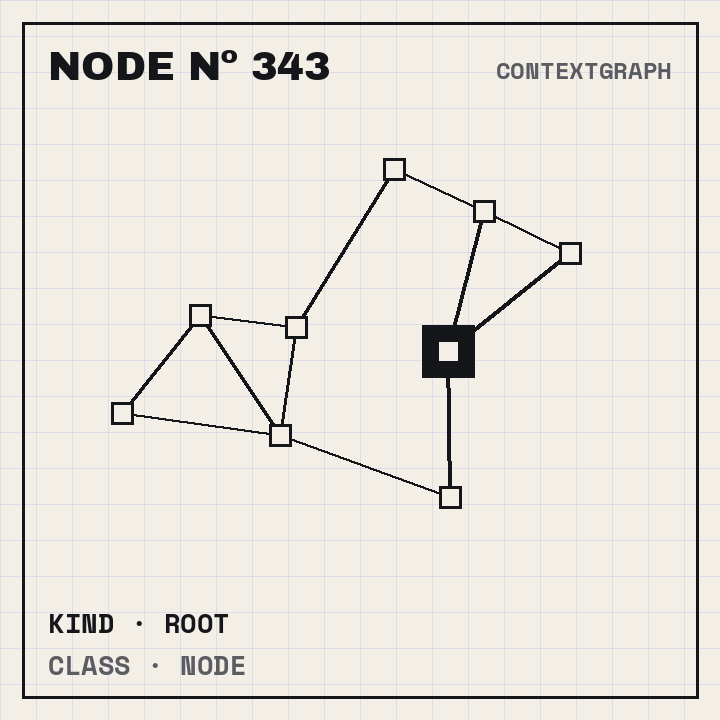 NODE Nº 343
CONTEXTGRAPH
KIND · ROOT
CLASS · NODE